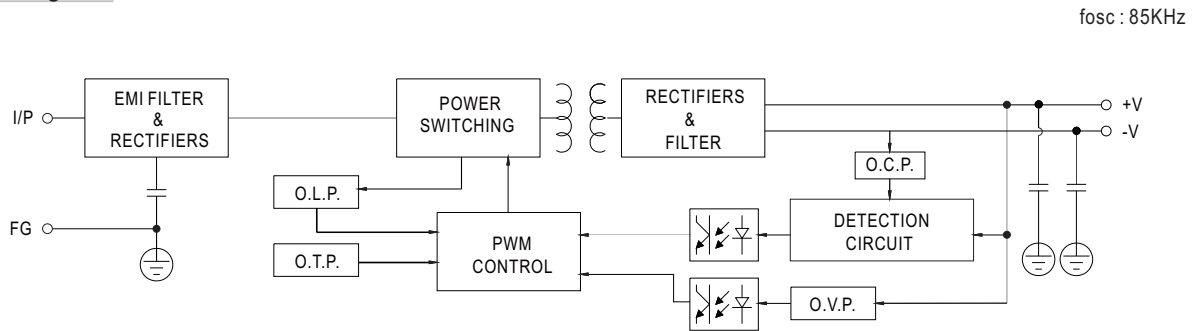 fosc : 85KHz
I/P
EMI FILTER
&
RECTIFIERS
POWER
SWITCHING
RECTIFIERS
&
FILTER
+V
-V
O.C.P.
O.L.P.
FG
PWM
CONTROL
DETECTION
CIRCUIT
O.T.P.
O.V.P.